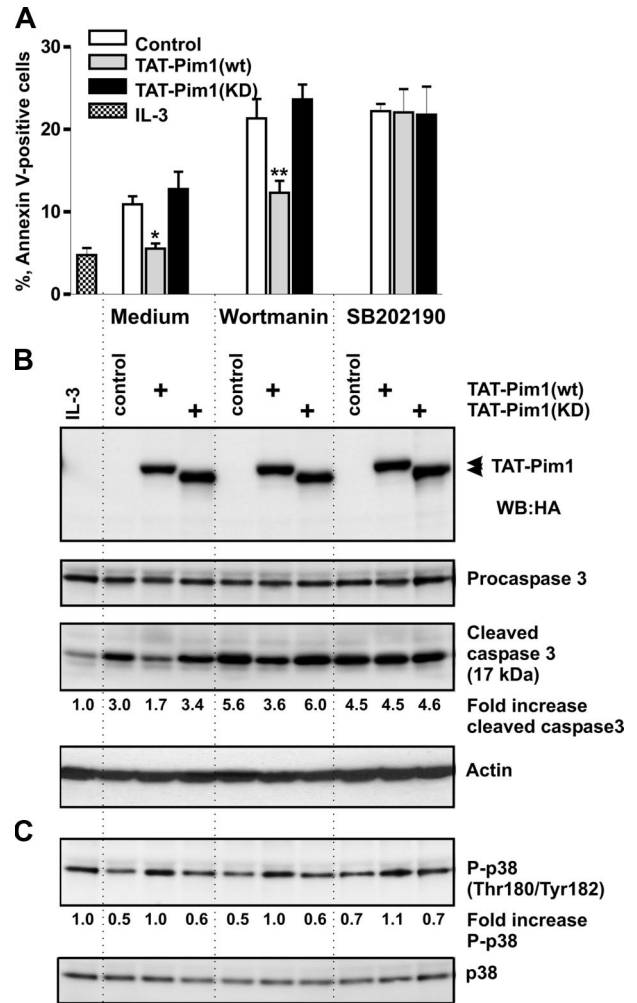 A
%, Annexin V-positive cells
30
20
10
0
Control
TAT-Pim1(wt)
TAT-Pim1(KD)
IL-3
*
**
Medium Wortmanin SB202190
B
IL-3 control + + control + + control + +
TAT-Pim1(wt)
TAT-Pim1(KD)
TAT-Pim1
WB:HA
Procaspase 3
Cleaved
caspase 3
(17 kDa)
1.0 3.0 1.7 3.4 5.6 3.6 6.0 4.5 4.5 4.6
Fold increase
cleaved caspase3
Actin
C
P-p38
(Thr180/Tyr182)
1.0 0.5 1.0 0.6 0.5 1.0 0.6 0.7 1.1 0.7
Fold increase
P-p38
p38